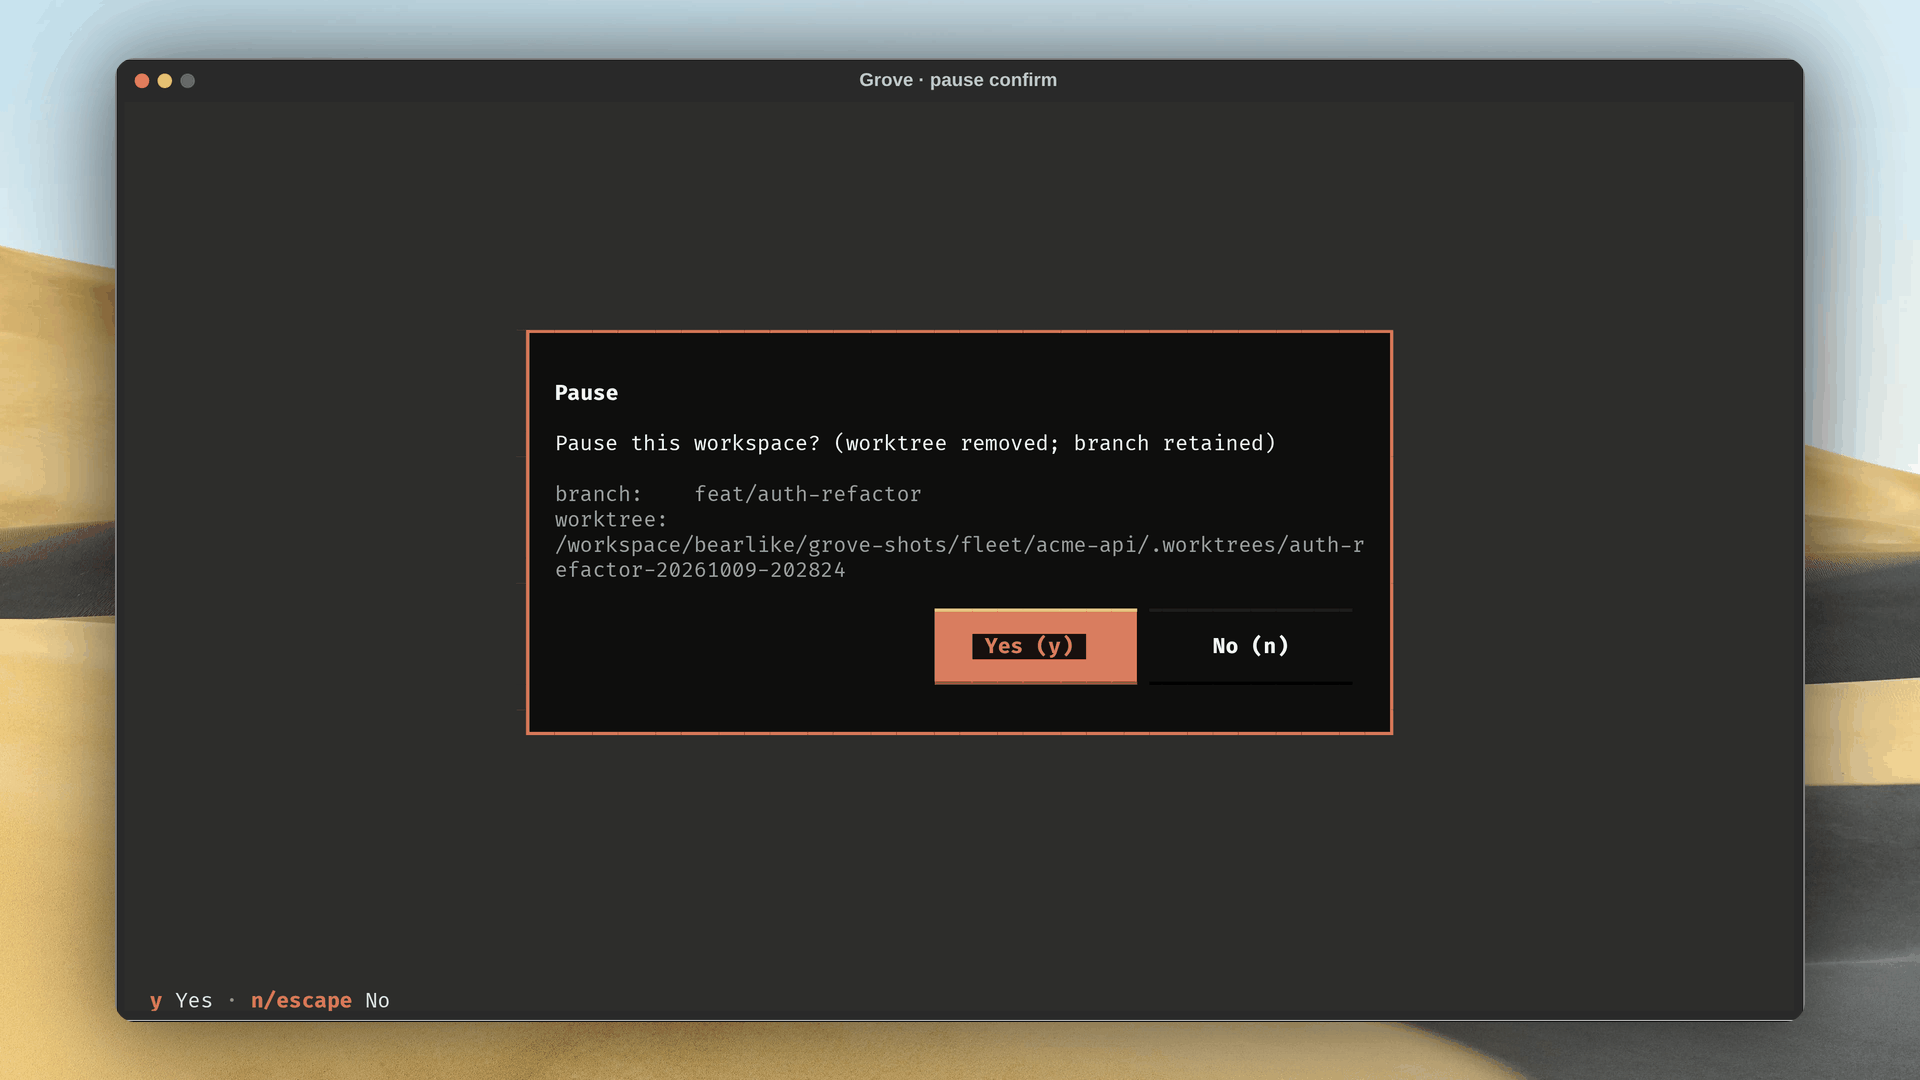 Grove · pause confirm
Pause
Pause this workspace? (worktree removed; branch retained)
branch:    feat/auth-refactor
worktree:
/workspace/bearlike/grove-shots/fleet/acme-api/.worktrees/auth-r
efactor-20261009-202824
Yes (y)    No (n)
y Yes · n/escape No